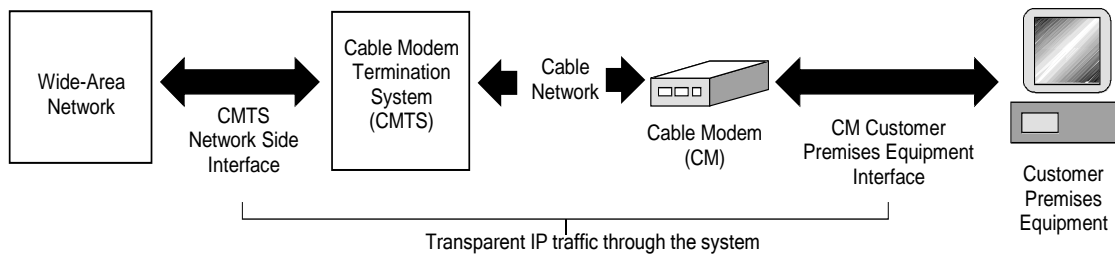 Wide-Area
Network
CMTS
Network Side
Interface
Cable Modem
Termination
System
(CMTS)
Cable
Network
Cable Modem
(CM)
CM Customer
Premises Equipment
Interface
Customer
Premises
Equipment
Transparent IP traffic through the system